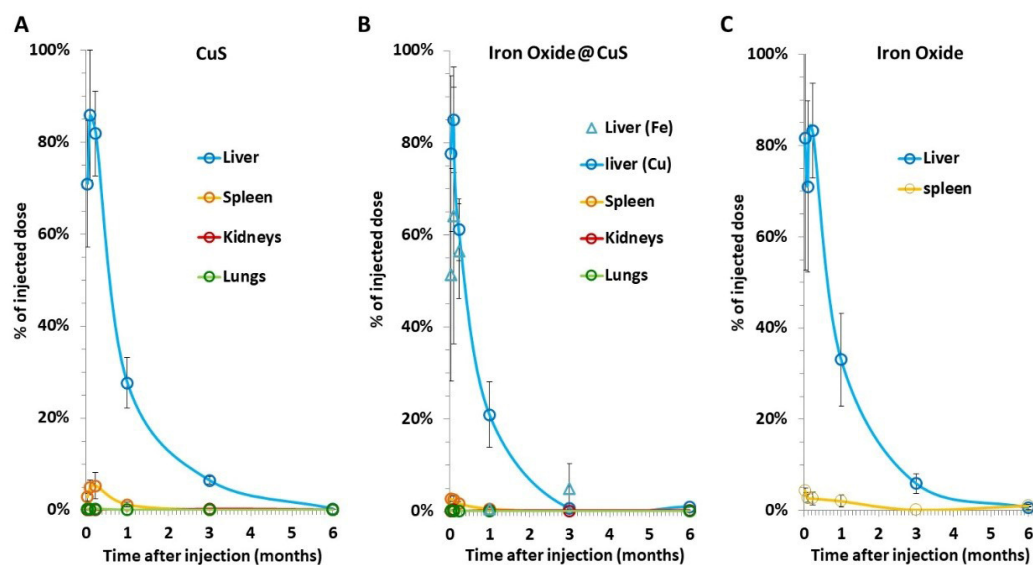 A
CuS
100%
80%
60%
40%
20%
0%
% of injected dose
Liver
Spleen
Kidneys
Lungs
0 1 2 3 4 5 6
Time after injection (months)
B
Iron Oxide@CuS
100%
80%
60%
40%
20%
0%
% of injected dose
Liver (Fe)
liver (Cu)
Spleen
Kidneys
Lungs
0 1 2 3 4 5 6
Time after injection (months)
C
Iron Oxide
100%
80%
60%
40%
20%
0%
% of injected dose
Liver
spleen
0 1 2 3 4 5 6
Time after injection (months)